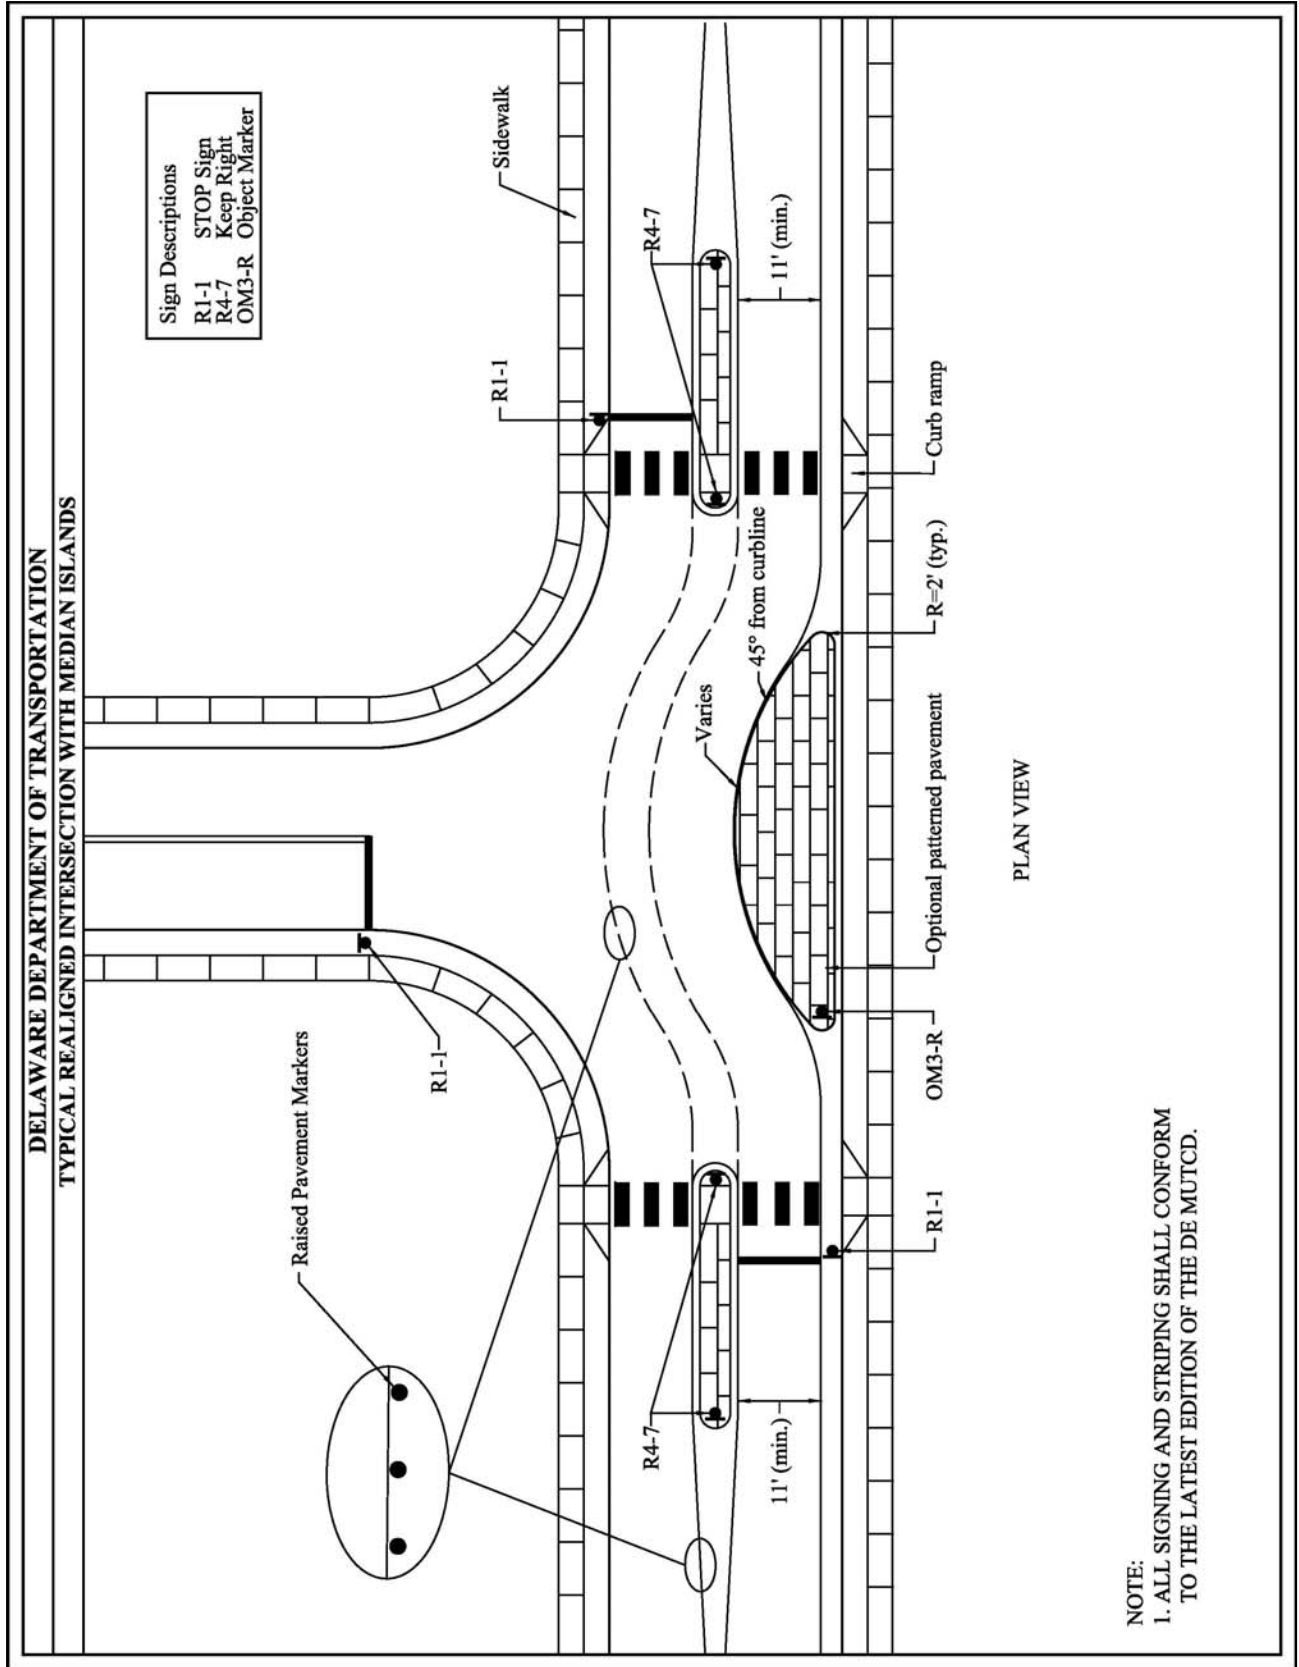 DELAWARE DEPARTMENT OF TRANSPORTATION
TYPICAL REALIGNED INTERSECTION WITH MEDIAN ISLANDS
Sign Descriptions
R1-1 STOP Sign
R4-7 Keep Right
OM3-R Object Marker
Raised Pavement Markers
R1-1
R1-1
Sidewalk
R4-7
R4-7
11' (min.)
11' (min.)
Varies
45° from curbline
R1-1
OM3-R
Optional patterned pavement
R=2' (typ.)
Curb ramp
PLAN VIEW
NOTE:
1. ALL SIGNING AND STRIPING SHALL CONFORM
TO THE LATEST EDITION OF THE DE MUTCD.